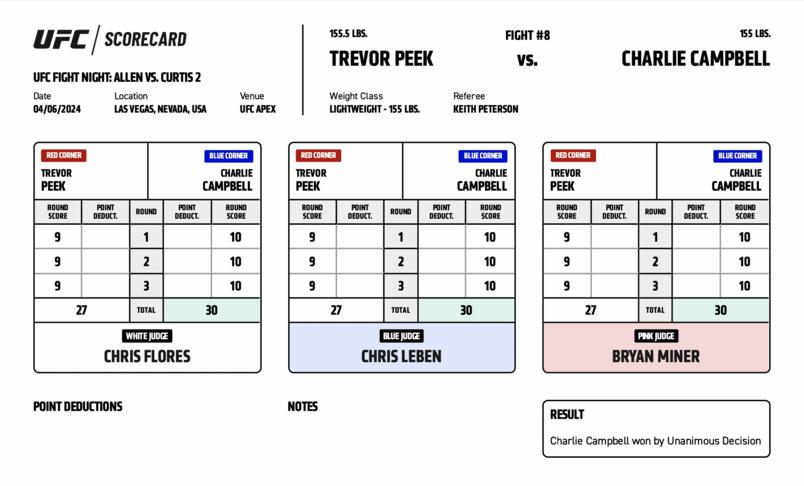 UFC / SCORECARD
UFC FIGHT NIGHT: ALLEN VS. CURTIS 2
Date Location Venue
04/06/2024 LAS VEGAS, NEVADA, USA UFC APEX
155.5 LBS. FIGHT #8 155 LBS.
TREVOR PEEK VS. CHARLIE CAMPBELL
Weight Class Referee
LIGHTWEIGHT - 155 LBS. KEITH PETERSON
RED CORNER BLUE CORNER
TREVOR CHARLIE
PEEK CAMPBELL
ROUND SCORE POINT DEDUCT. ROUND POINT DEDUCT. ROUND SCORE
9 1 10
9 2 10
9 3 10
27 TOTAL 30
WHITE JUDGE
CHRIS FLORES
RED CORNER BLUE CORNER
TREVOR CHARLIE
PEEK CAMPBELL
ROUND SCORE POINT DEDUCT. ROUND POINT DEDUCT. ROUND SCORE
9 1 10
9 2 10
9 3 10
27 TOTAL 30
BLUE JUDGE
CHRIS LEBEN
RED CORNER BLUE CORNER
TREVOR CHARLIE
PEEK CAMPBELL
ROUND SCORE POINT DEDUCT. ROUND POINT DEDUCT. ROUND SCORE
9 1 10
9 2 10
9 3 10
27 TOTAL 30
PINK JUDGE
BRYAN MINER
POINT DEDUCTIONS
NOTES
RESULT
Charlie Campbell won by Unanimous Decision